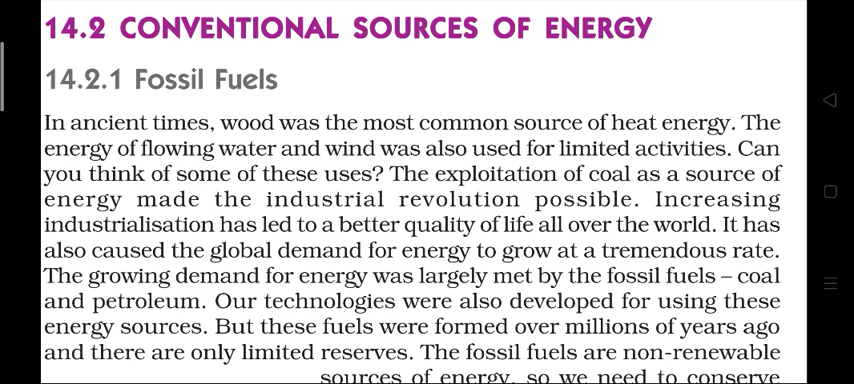 14.2 CONVENTIONAL SOURCES OF ENERGY
14.2.1 Fossil Fuels
In ancient times, wood was the most common source of heat energy. The
energy of flowing water and wind was also used for limited activities. Can
you think of some of these uses? The exploitation of coal as a source of
energy made the industrial revolution possible. Increasing
industrialisation has led to a better quality of life all over the world. It has
also caused the global demand for energy to grow at a tremendous rate.
The growing demand for energy was largely met by the fossil fuels – coal
and petroleum. Our technologies were also developed for using these
energy sources. But these fuels were formed over millions of years ago
and there are only limited reserves. The fossil fuels are non-renewable
sources of energy, so we need to conserve